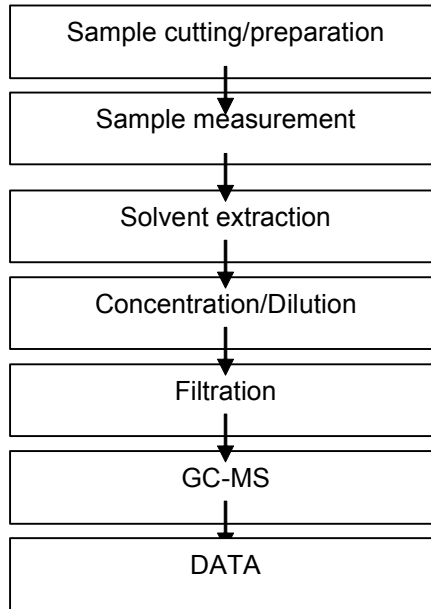 Sample cutting/preparation
Sample measurement
Solvent extraction
Concentration/Dilution
Filtration
GC-MS
DATA